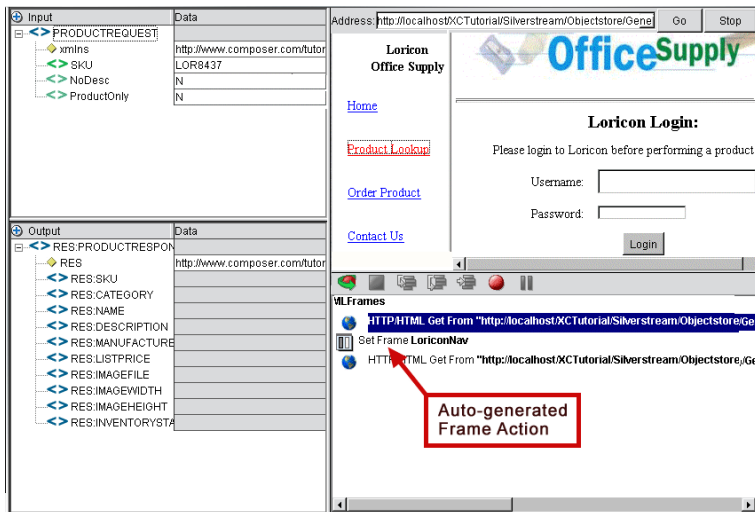 Input Data
PRODUCTREQUEST
xmlns http://www.composer.com/tutor
SKU LOR8437
NoDesc N
ProductOnly N
Output Data
RES:PRODUCTRESPON
RES http://www.composer.com/tutor
RES:SKU
RES:CATEGORY
RES:NAME
RES:DESCRIPTION
RES:MANUFACTURE
RES:LISTPRICE
RES:IMAGEFILE
RES:IMAGEWIDTH
RES:IMAGEHEIGHT
RES:INVENTORYSTA
Address: http://localhost/XCTutorial/Silverstream/Objectstore/Gene Go Stop
Loricon
Office Supply
Home
Product Lookup
Order Product
Contact Us
OfficeSupply
Loricon Login:
Please login to Loricon before performing a product
Username:
Password:
Login
MLFrames
HTTP/HTML Get From "http://localhost/XCTutorial/Silverstream/Objectstore/Ge
Set Frame LoriconNav
HTTP/HTML Get From "http://localhost/XCTutorial/Silverstream/Objectstore/Ge
Auto-generated
Frame Action